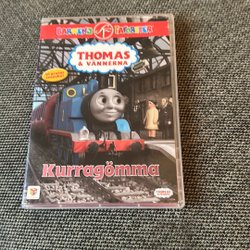 BARNENS FAVORITER
THOMAS
& VÄNNERNA
Kurragömma